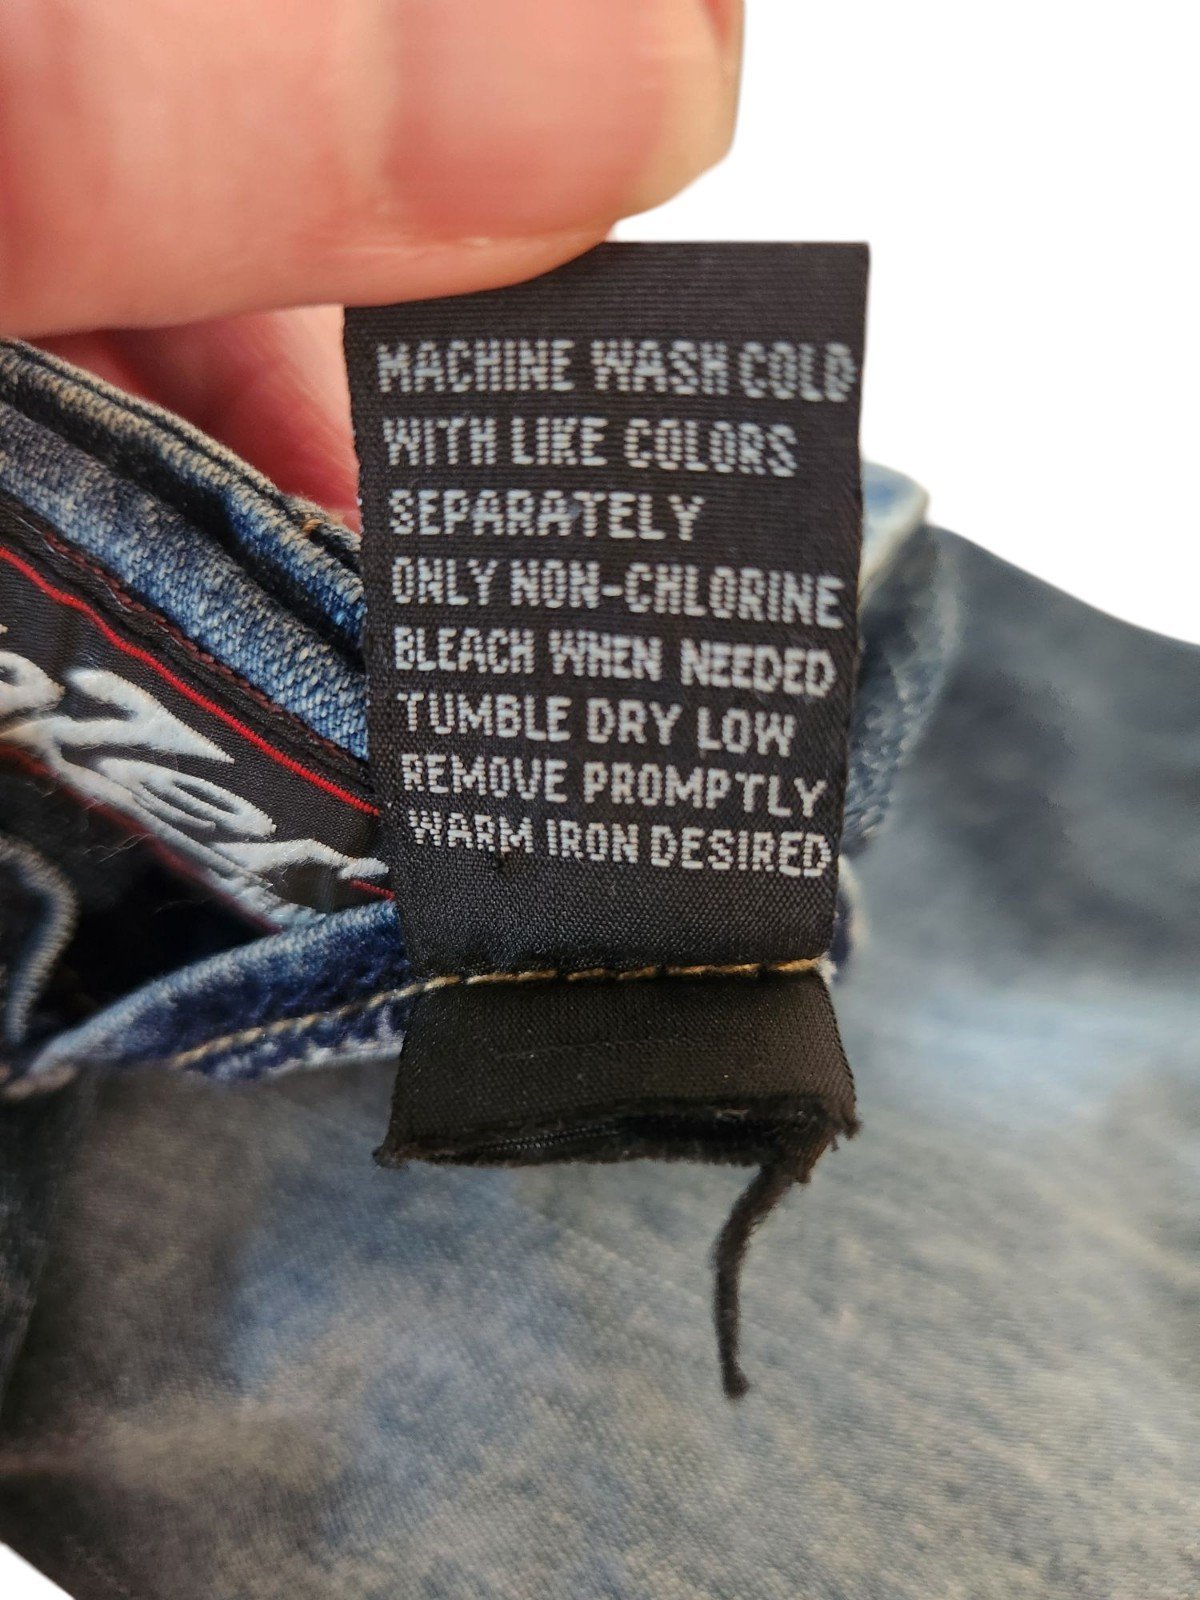 MACHINE WASH COLD
WITH LIKE COLORS
SEPARATELY
ONLY NON-CHLORINE
BLEACH WHEN NEEDED
TUMBLE DRY LOW
REMOVE PROMPTLY
WARM IRON DESIRED